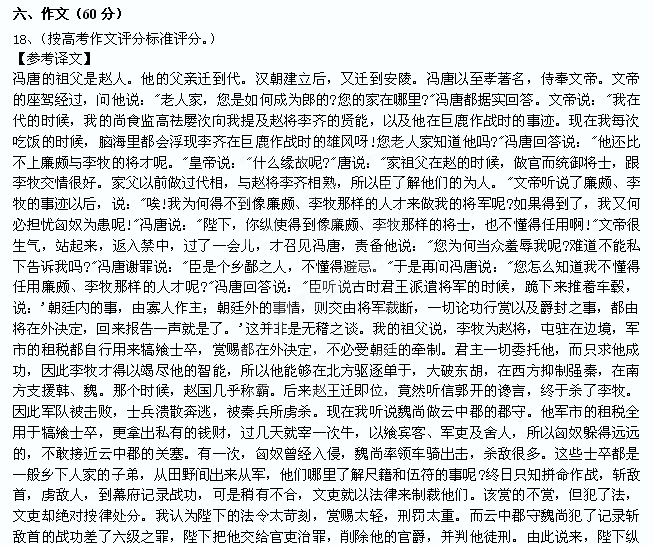 六、作文(60 分)
18、（按高考作文评分标准评分。）
【参考译文】
冯唐的祖父是赵人。他的父亲迁到代。汉朝建立后，又迁到安陵。冯唐以至孝著名，侍奉文帝。文帝
的座驾经过，问他说："老人家，您是如何成为郎的?您的家在哪里?"冯唐都据实回答。文帝说："我在
代的时候，我的尚食监高祛屡次向我提及赵将李齐的贤能，以及他在巨鹿作战时的事迹。现在我每次
吃饭的时候，脑海里都会浮现李齐在巨鹿作战时的雄风呀!您老人家知道他吗?"冯唐回答说："他还比
不上廉颇与李牧的将才呢。"皇帝说："什么缘故呢?"唐说："家祖父在赵的时候，做官而统御将士，跟
李牧交情很好。家父以前做过代相，与赵将李齐相熟，所以臣了解他们的为人。"文帝听说了廉颇、李
牧的事迹以后，说："唉!我为何得不到像廉颇、李牧那样的人才来做我的将军呢?如果得到了，我又何
必担忧匈奴为患呢!"冯唐说："陛下，你纵使得到像廉颇、李牧那样的将士，也不懂得任用啊!"文帝很
生气，站起来，返入禁中，过了一会儿，才召见冯唐，责备他说："您为何当众羞辱我呢?难道不能私
下告诉我吗?"冯唐谢罪说："臣是个乡鄙之人，不懂得避忌。"于是再问冯唐说："您怎么知道我不懂得
任用廉颇、李牧那样的人才呢?"冯唐回答说："臣听说古时君王派遣将军的时候，跪下来推着车毂，
说：'朝廷内的事，由寡人作主；朝廷外的事情，则交由将军裁断，一切论功行赏以及爵封之事，都由
将在外决定，回来报告一声就是了。'这并非是无稽之谈。我的祖父说，李牧为赵将，屯驻在边境，军
市的租税都自行用来犒飨士卒，赏赐都在外决定，不必受朝廷的牵制。君主一切委托他，而只求他成
功，因此李牧才得以竭尽他的智能，所以他能够在北方驱逐单于，大破东胡，在西方抑制强秦，在南
方支援韩、魏。那个时候，赵国几乎称霸。后来赵王迁即位，竟然听信郭开的谗言，终于杀了李牧。
因此军队被击败，士兵溃散奔逃，被秦兵所虏杀。现在我听说魏尚做云中郡的郡守。他军市的租税全
用于犒飨士卒，更拿出私有的钱财，过几天就宰一次牛，以飨宾客、军吏及舍人，所以匈奴躲得远远
的，不敢接近云中郡的关塞。有一次，匈奴曾经入侵，魏尚率领车骑出击，杀敌很多。这些士卒都是
一般乡下人家的子弟，从田野间出来从军，他们哪里了解尺籍和伍符的事呢?终日只知拼命作战，斩敌
首，虏敌人，到幕府记录战功，可是稍有不合，文吏就以法律来制裁他们。该赏的不赏，但犯了法，
文吏却绝对按律处分。我认为陛下的法令太苛刻，赏赐太轻，刑罚太重。而云中郡守魏尚犯了记录斩
敌首的战功差了六级之罪，陛下把他交给官吏治罪，削除他的官爵，并判他徒刑。由此说来，陛下纵